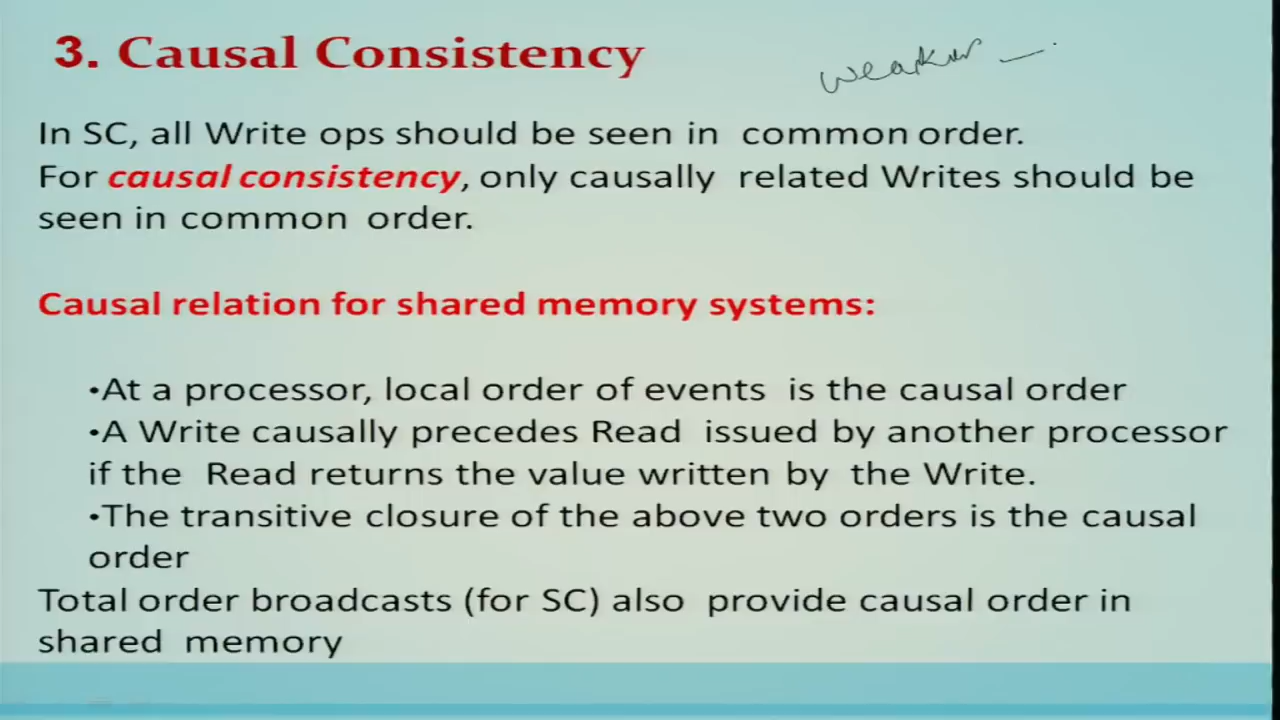 3. Causal Consistency
weaker —
In SC, all Write ops should be seen in common order.
For causal consistency, only causally related Writes should be
seen in common order.
Causal relation for shared memory systems:
•At a processor, local order of events is the causal order
•A Write causally precedes Read issued by another processor
if the Read returns the value written by the Write.
•The transitive closure of the above two orders is the causal
order
Total order broadcasts (for SC) also provide causal order in
shared memory